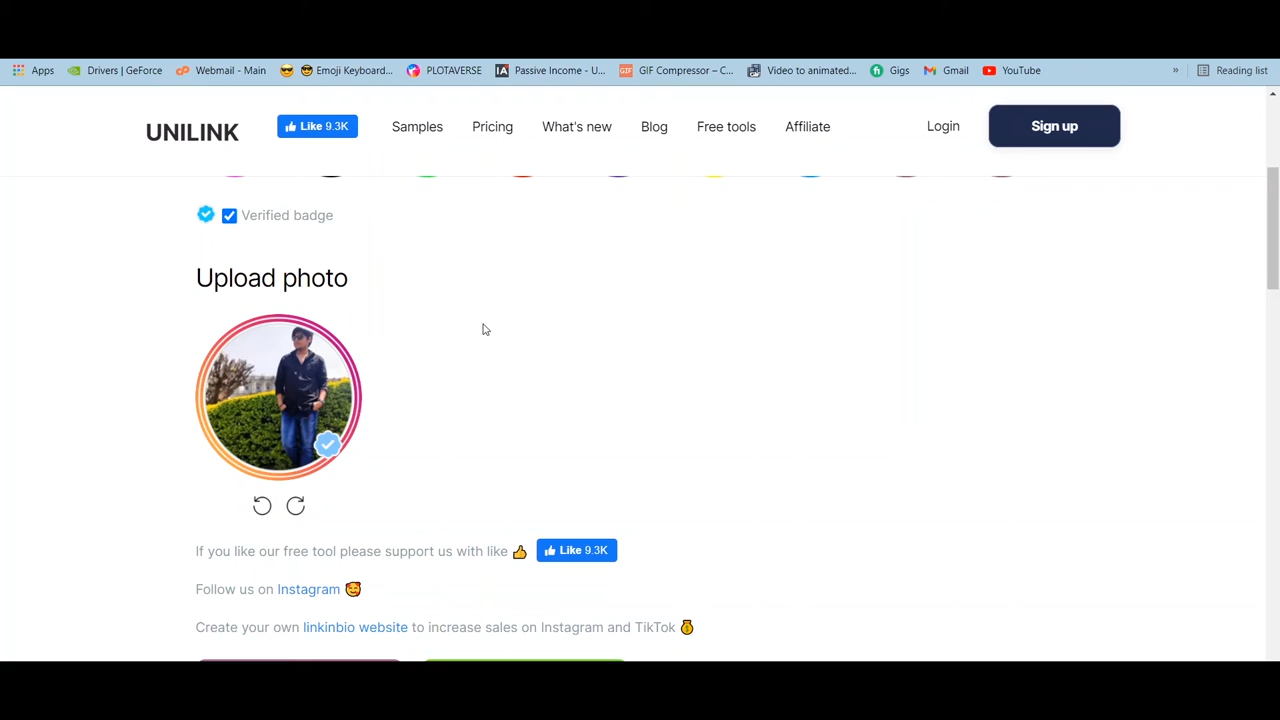 Apps Drivers | GeForce Webmail - Main 😎 Emoji Keyboard... PLOTAVERSE IA Passive Income - U... GIF GIF Compressor – C... Video to animated... Gigs Gmail YouTube » Reading list
UNILINK Like 9.3K Samples Pricing What's new Blog Free tools Affiliate Login Sign up
Verified badge
Upload photo
If you like our free tool please support us with like 👍 Like 9.3K
Follow us on Instagram 🥰
Create your own linkinbio website to increase sales on Instagram and TikTok 💰